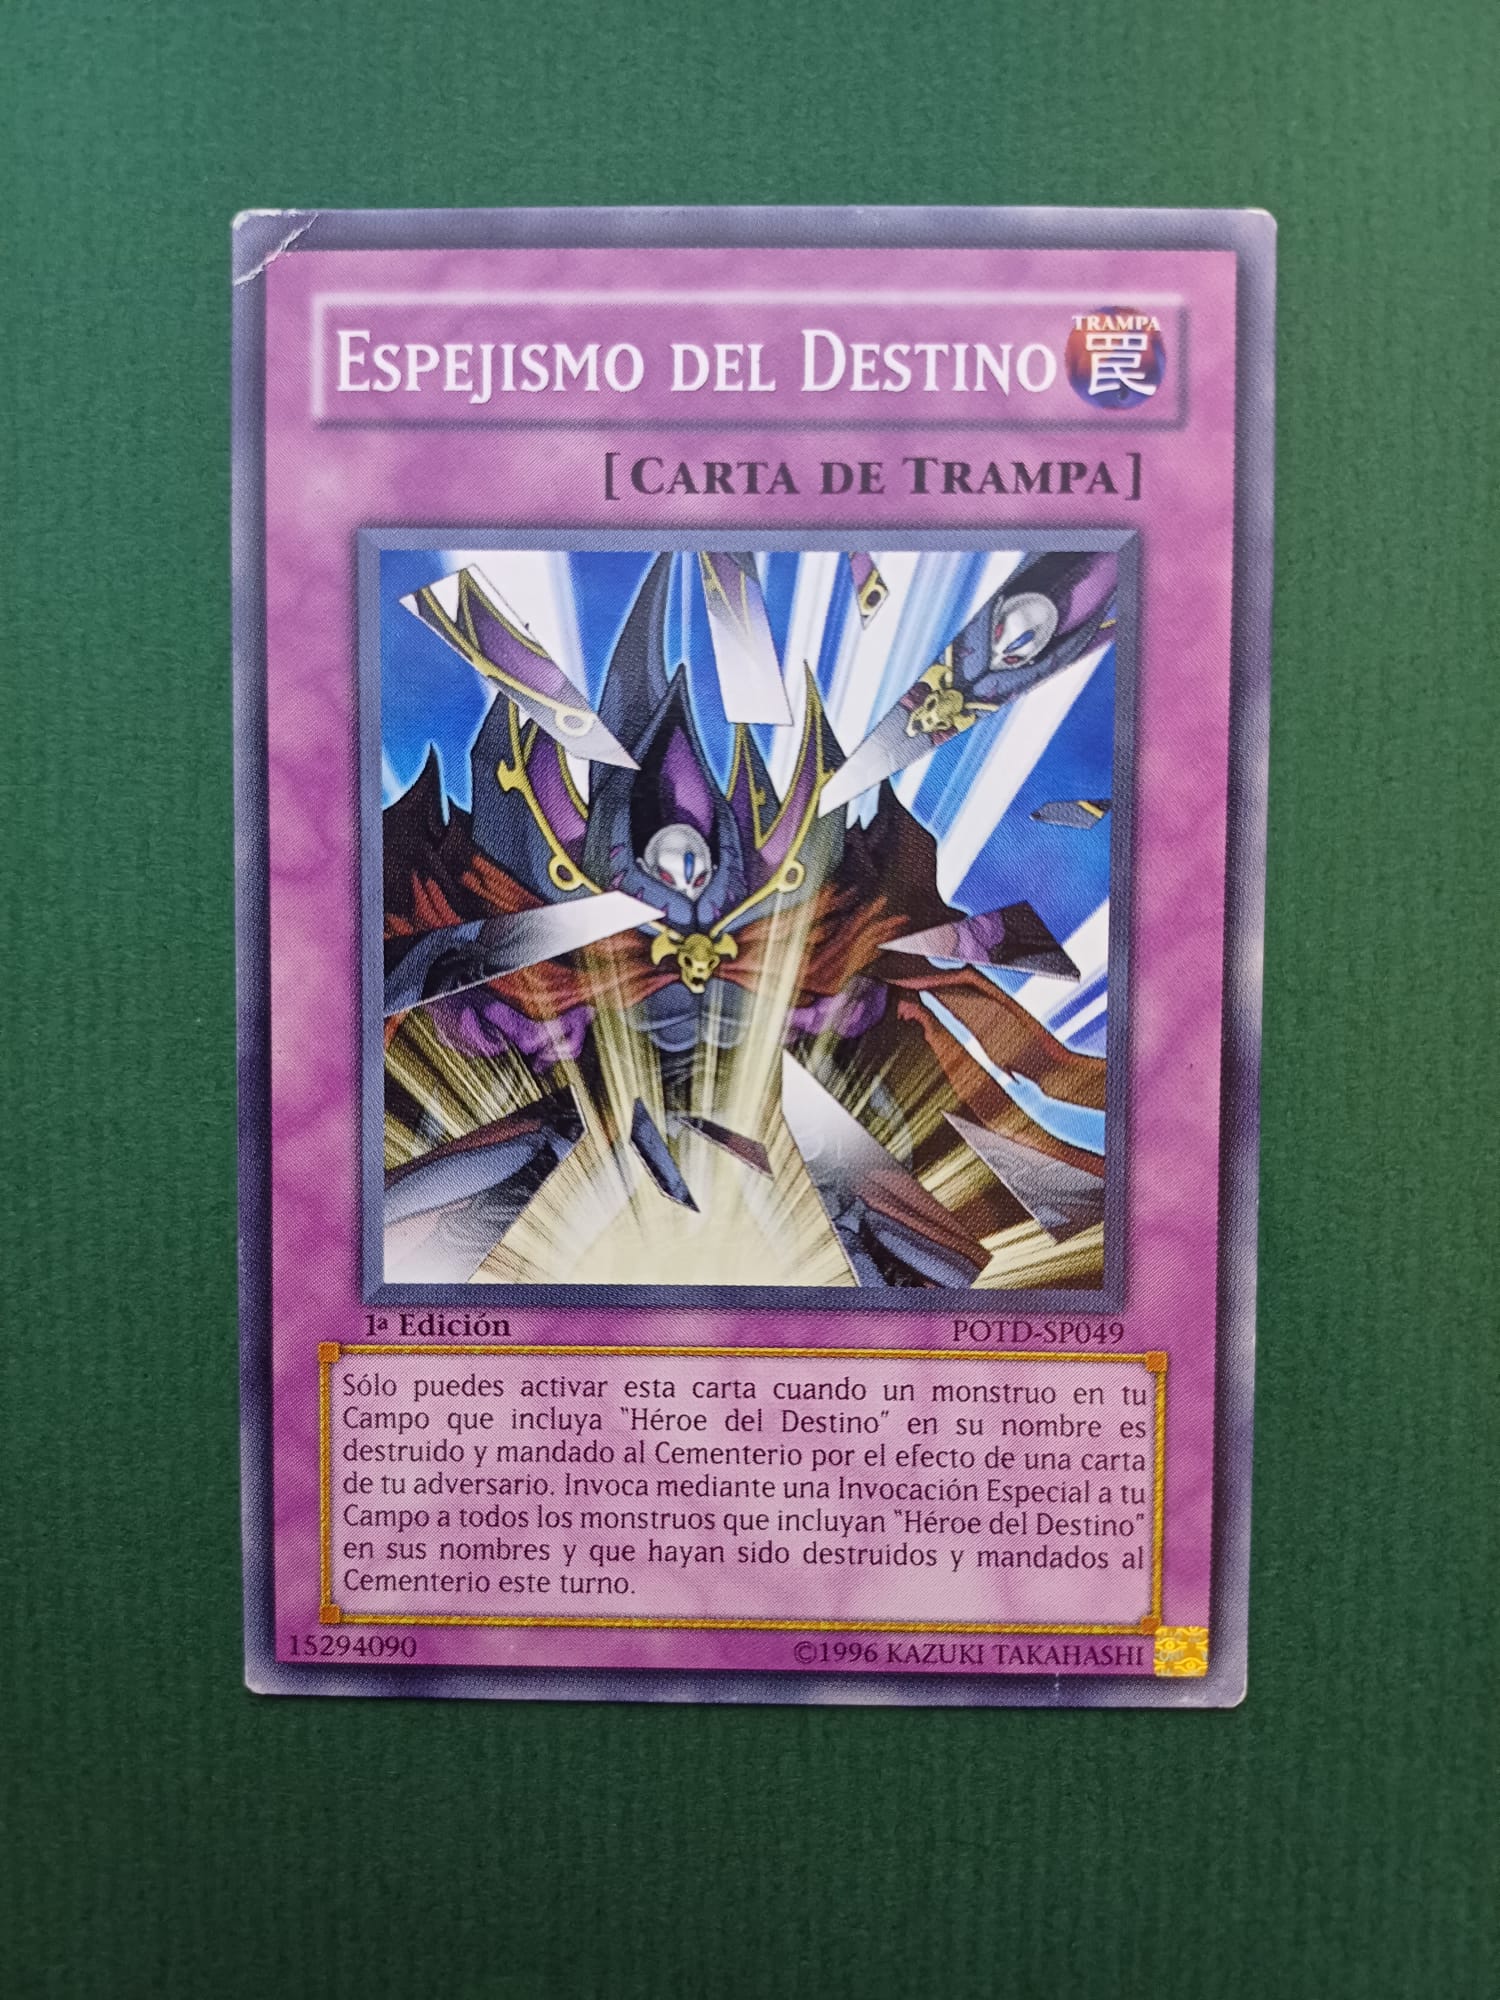 ESPEJISMO DEL DESTINO
TRAMPA
罠
[CARTA DE TRAMPA]
1ª Edición
POTD-SP049
Sólo puedes activar esta carta cuando un monstruo en tu
Campo que incluya "Héroe del Destino" en su nombre es
destruido y mandado al Cementerio por el efecto de una carta
de tu adversario. Invoca mediante una Invocación Especial a tu
Campo a todos los monstruos que incluyan "Héroe del Destino"
en sus nombres y que hayan sido destruidos y mandados al
Cementerio este turno.
15294090
©1996 KAZUKI TAKAHASHI